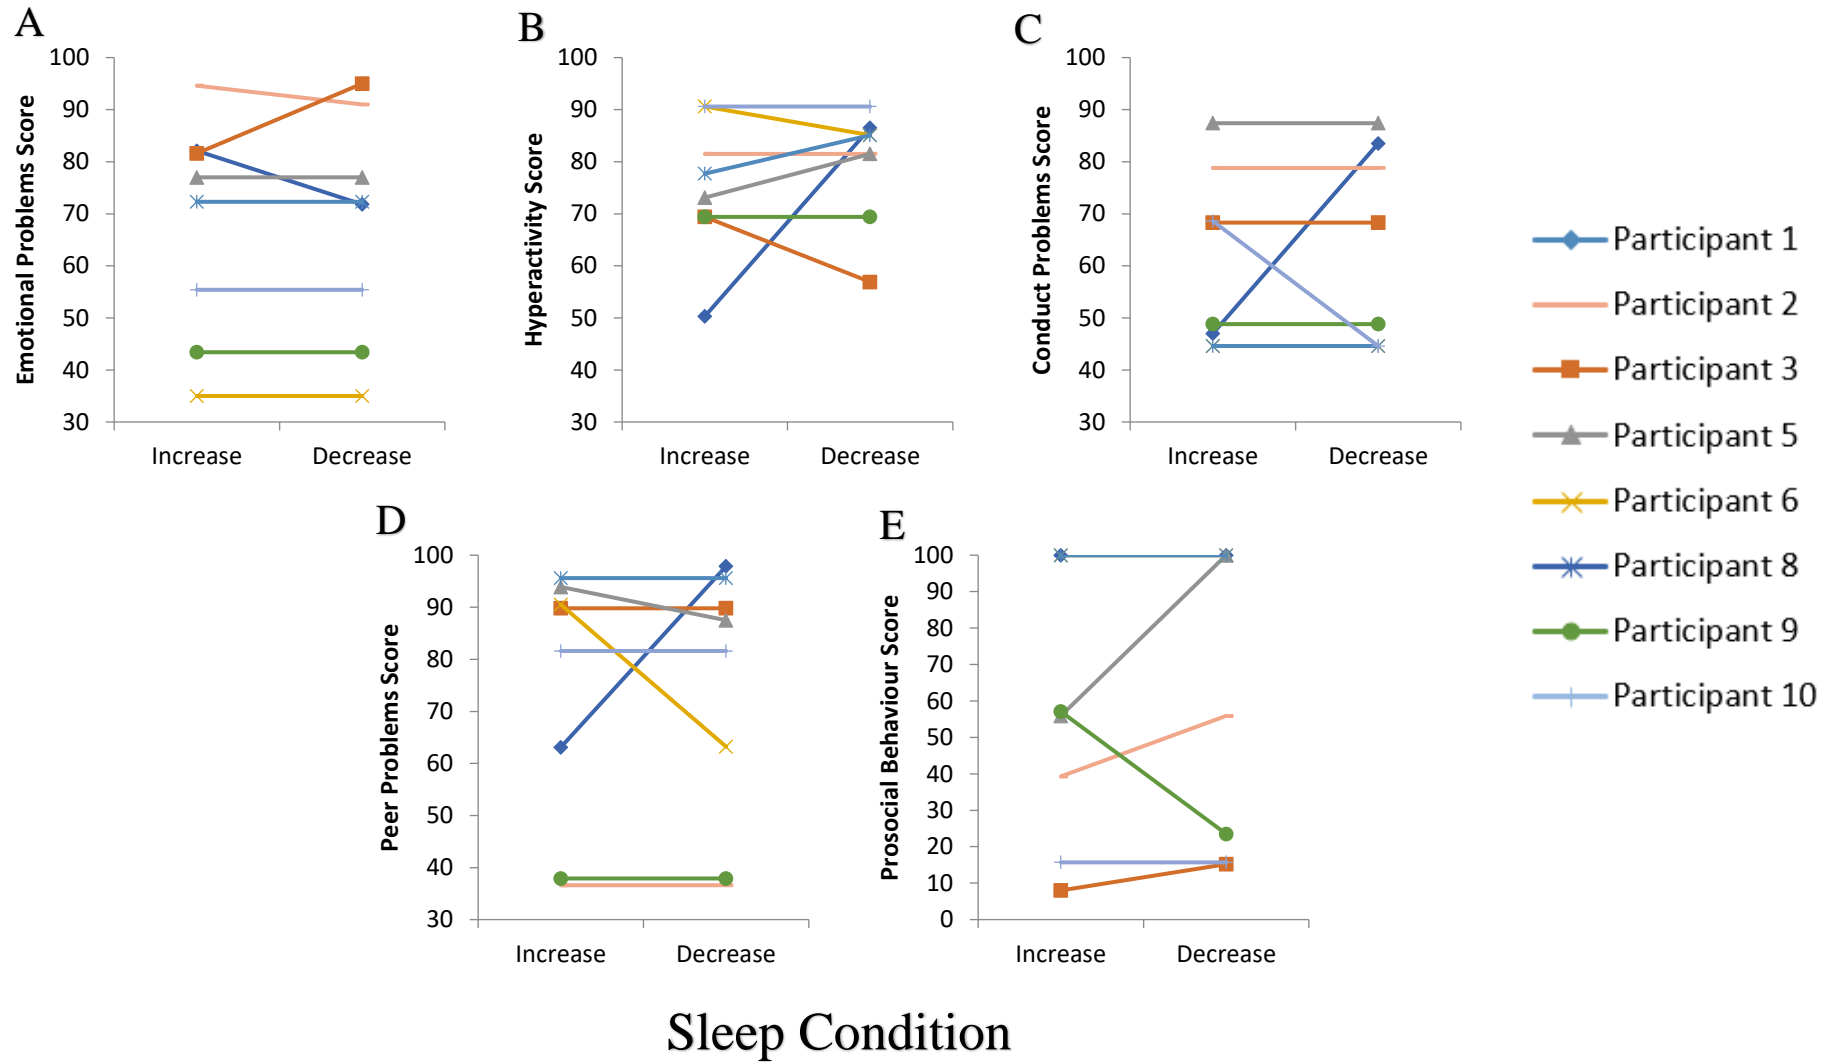 A
B
C
100
90
80
70
60
50
40
30
Emotional Problems Score
Increase
Decrease
100
90
80
70
60
50
40
30
Hyperactivity Score
Increase
Decrease
100
90
80
70
60
50
40
30
Conduct Problems Score
Increase
Decrease
Participant 1
Participant 2
Participant 3
Participant 5
Participant 6
Participant 8
Participant 9
Participant 10
D
E
100
90
80
70
60
50
40
30
Peer Problems Score
Increase
Decrease
100
90
80
70
60
50
40
30
20
10
0
Prosocial Behaviour Score
Increase
Decrease
Sleep Condition